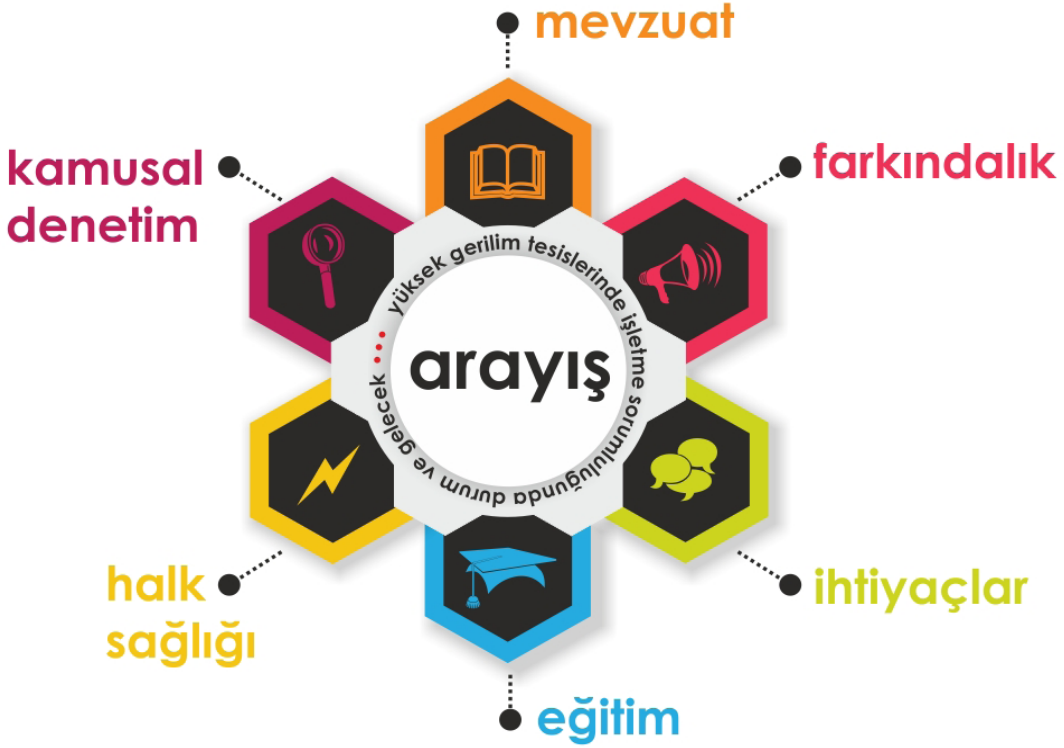 mevzuat
farkındalık
ihtiyaçlar
eğitim
halk
sağlığı
kamusal
denetim
yüksek gerilim tesislerinde işletme sorumluluğunda durum ve gelecek ...
arayış